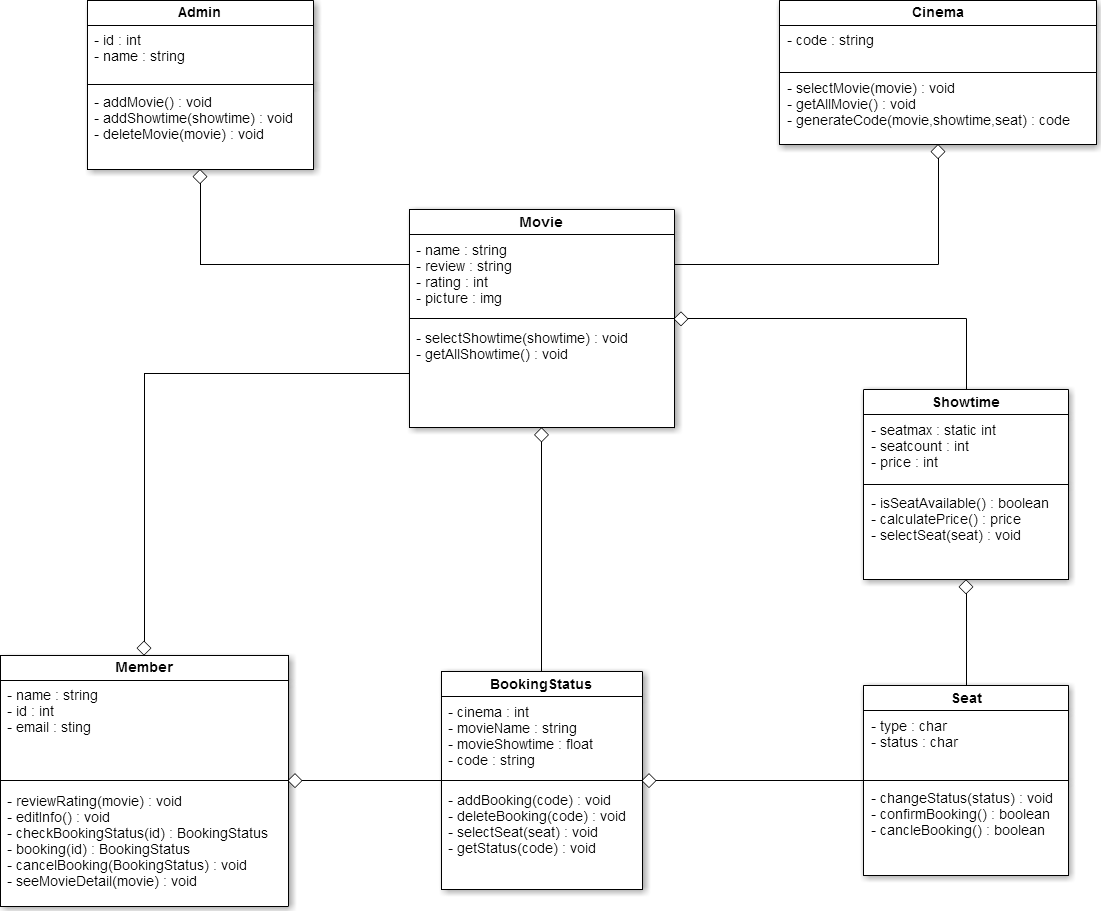 Admin
- id : int
- name : string
- addMovie() : void
- addShowtime(showtime) : void
- deleteMovie(movie) : void
Cinema
- code : string
- selectMovie(movie) : void
- getAllMovie() : void
- generateCode(movie,showtime,seat) : code
Movie
- name : string
- review : string
- rating : int
- picture : img
- selectShowtime(showtime) : void
- getAllShowtime() : void
Showtime
- seatmax : static int
- seatcount : int
- price : int
- isSeatAvailable() : boolean
- calculatePrice() : price
- selectSeat(seat) : void
Member
- name : string
- id : int
- email : sting
- reviewRating(movie) : void
- editInfo() : void
- checkBookingStatus(id) : BookingStatus
- booking(id) : BookingStatus
- cancelBooking(BookingStatus) : void
- seeMovieDetail(movie) : void
BookingStatus
- cinema : int
- movieName : string
- movieShowtime : float
- code : string
- addBooking(code) : void
- deleteBooking(code) : void
- selectSeat(seat) : void
- getStatus(code) : void
Seat
- type : char
- status : char
- changeStatus(status) : void
- confirmBooking() : boolean
- cancleBooking() : boolean